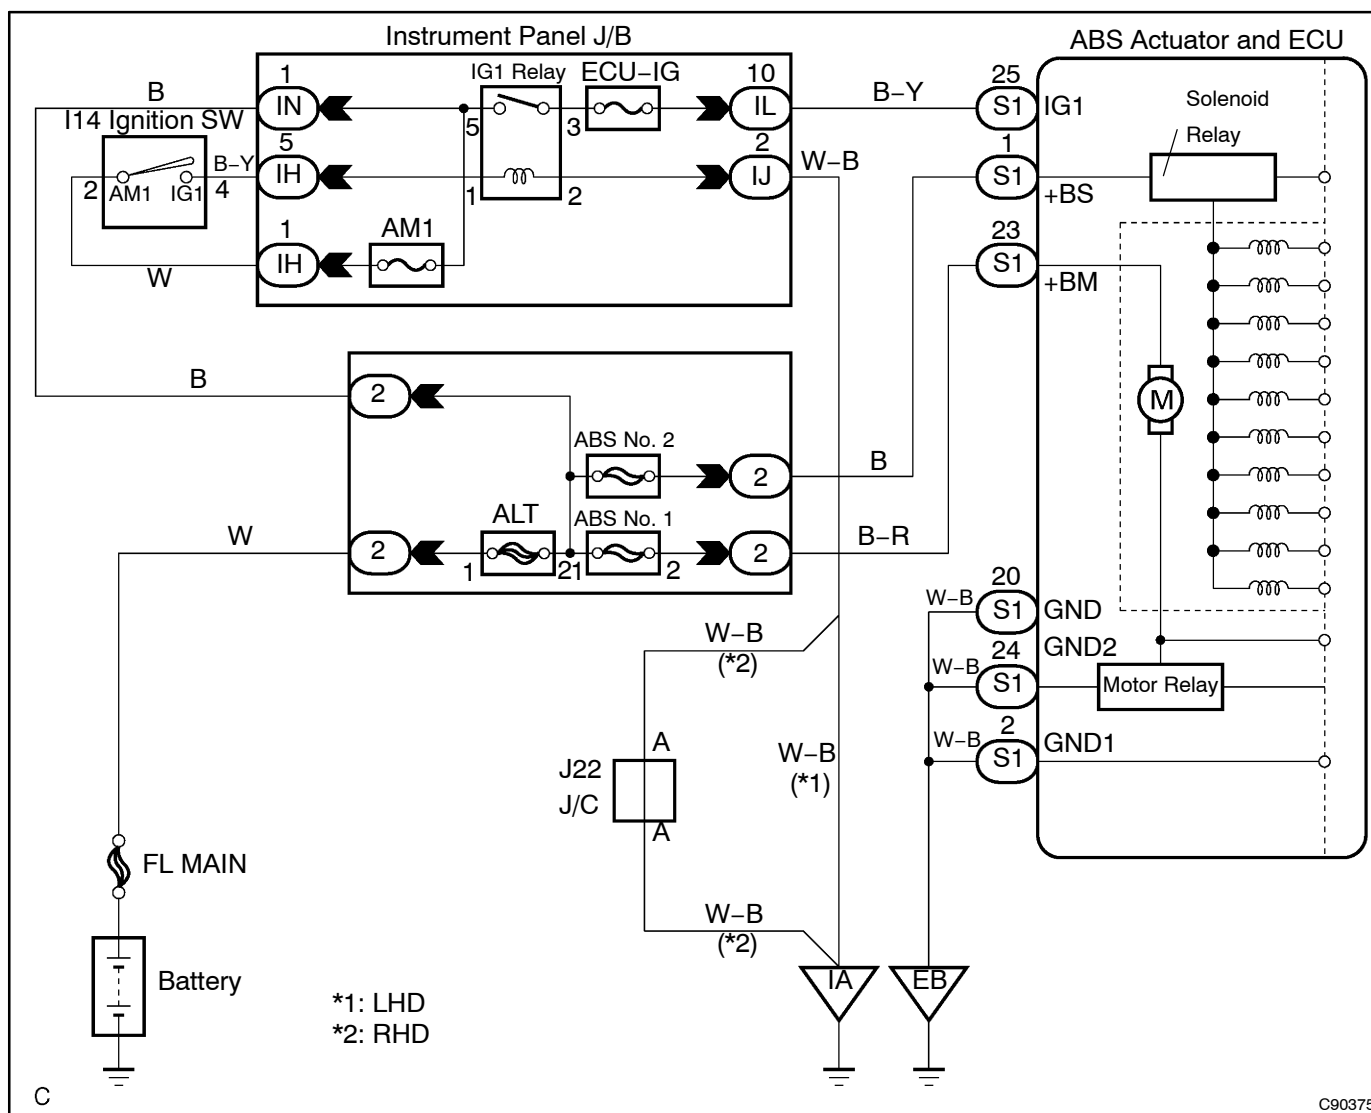 Instrument Panel J/B
ABS Actuator and ECU
1
IG1 Relay
ECU-IG
10
25
B
IN
5
3
IL
B-Y
S1
IG1
Solenoid
Relay
I14 Ignition SW
5
2
1
2
AM1
IG1
4
B-Y
IH
1
2
IJ
W-B
S1
+BS
1
AM1
23
W
IH
S1
+BM
B
2
M
ABS No. 2
2
B
W
ALT
ABS No. 1
2
1
2
1
2
2
B-R
20
W-B
S1
GND
W-B
(*2)
24
GND2
W-B
S1
Motor Relay
2
W-B
S1
GND1
A
J22
J/C
A
W-B
(*1)
FL MAIN
W-B
(*2)
Battery
IA
EB
*1: LHD
*2: RHD
C
C90375